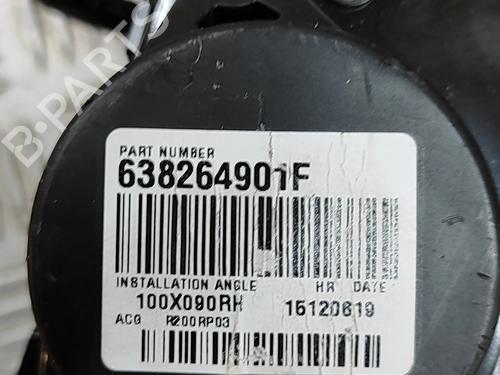 B-PARTS
PART NUMBER
638264901F
INSTALLATION ANGLE HR DATE
100X090RH 15120619
ACG R200RP03